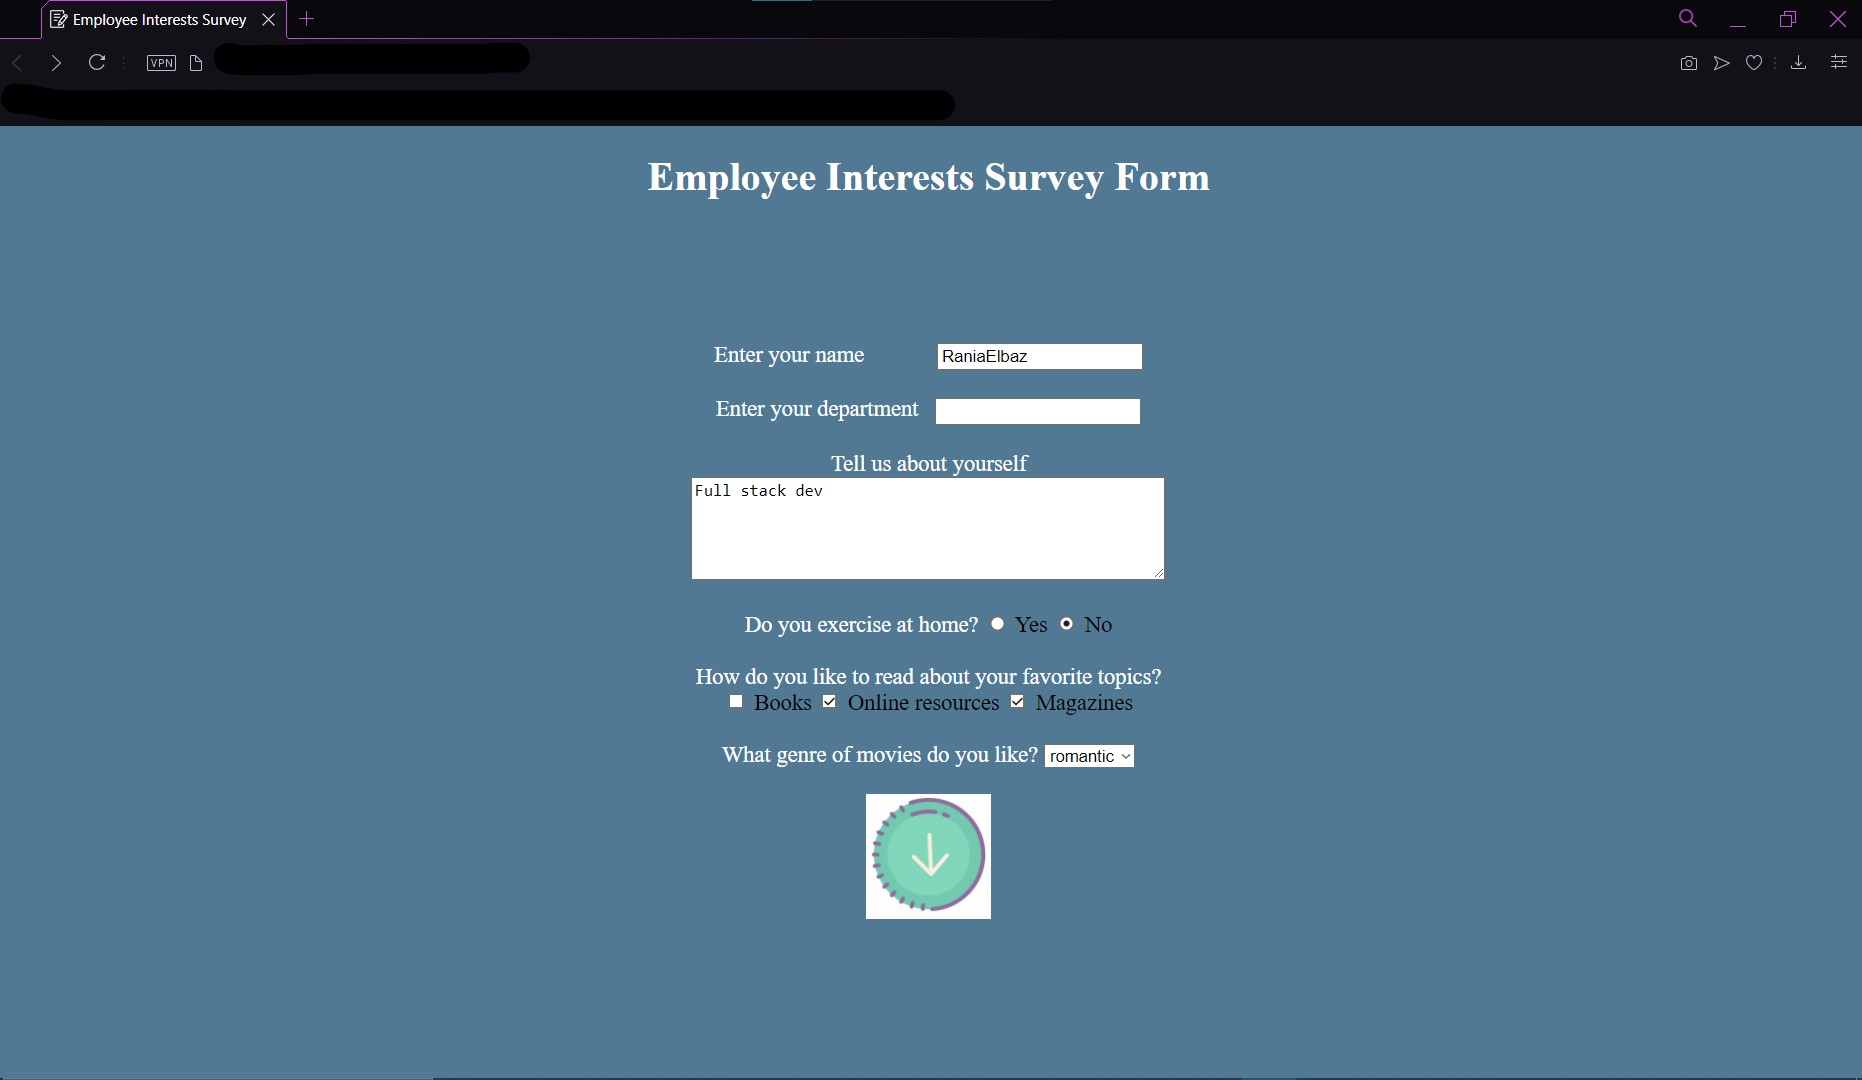 Employee Interests Survey
VPN
Employee Interests Survey Form
Enter your name RaniaElbaz
Enter your department
Tell us about yourself
Full stack dev
Do you exercise at home? Yes No
How do you like to read about your favorite topics?
Books Online resources Magazines
What genre of movies do you like? romantic